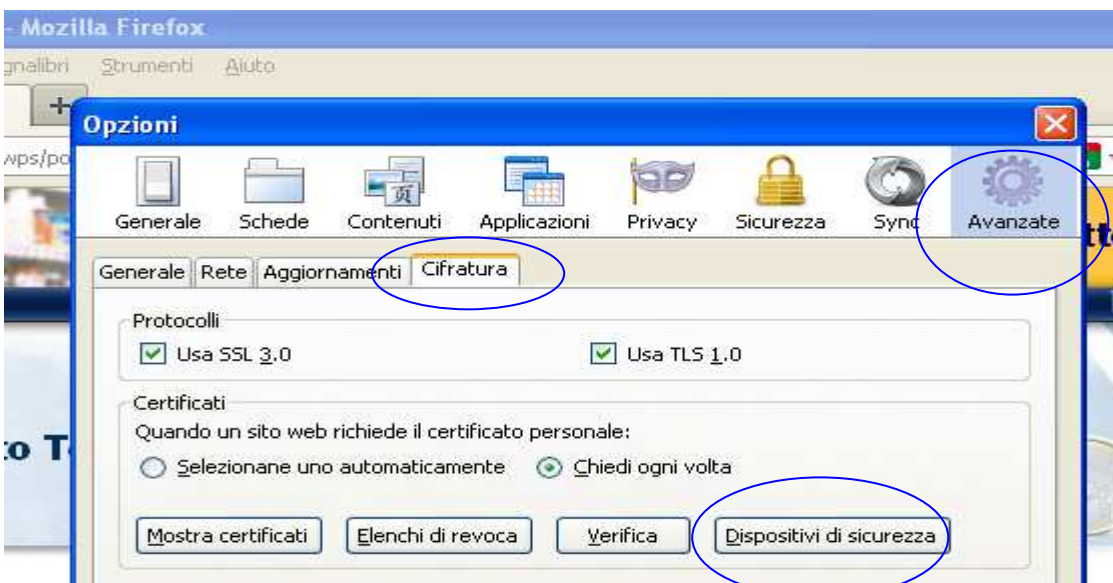 - Mozilla Firefox
gnalibri Strumenti Aiuto
+
wps/po
Opzioni
Generale Schede Contenuti Applicazioni Privacy Sicurezza Sync Avanzate
Generale Rete Aggiornamenti Cifratura
Protocolli
Usa SSL 3.0 Usa TLS 1.0
Certificati
Quando un sito web richiede il certificato personale:
Selezionane uno automaticamente Chiedi ogni volta
Mostra certificati Elenchi di revoca Verifica Dispositivi di sicurezza